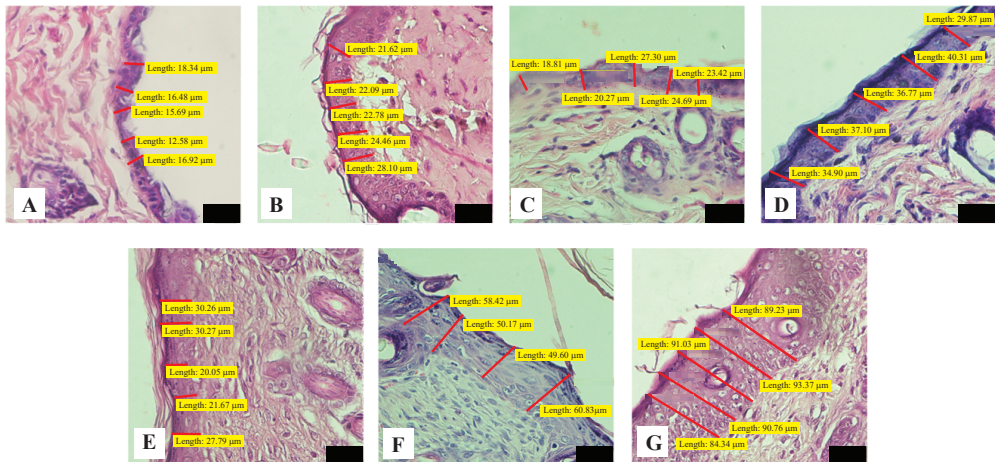 Length: 18.34 µm
Length: 16.48 µm
Length: 15.69 µm
Length: 12.58 µm
Length: 16.92 µm
A
Length: 21.62 µm
Length: 22.09 µm
Length: 22.78 µm
Length: 24.46 µm
Length: 28.10 µm
B
Length: 18.81 µm
Length: 27.30 µm
Length: 23.42 µm
Length: 20.27 µm
Length: 24.69 µm
C
Length: 29.87 µm
Length: 40.31 µm
Length: 36.77 µm
Length: 37.10 µm
Length: 34.90 µm
D
Length: 30.26 µm
Length: 30.27 µm
Length: 20.05 µm
Length: 21.67 µm
Length: 27.79 µm
E
Length: 58.42 µm
Length: 50.17 µm
Length: 49.60 µm
Length: 60.83 µm
F
Length: 89.23 µm
Length: 91.03 µm
Length: 93.37 µm
Length: 90.76 µm
Length: 84.34 µm
G